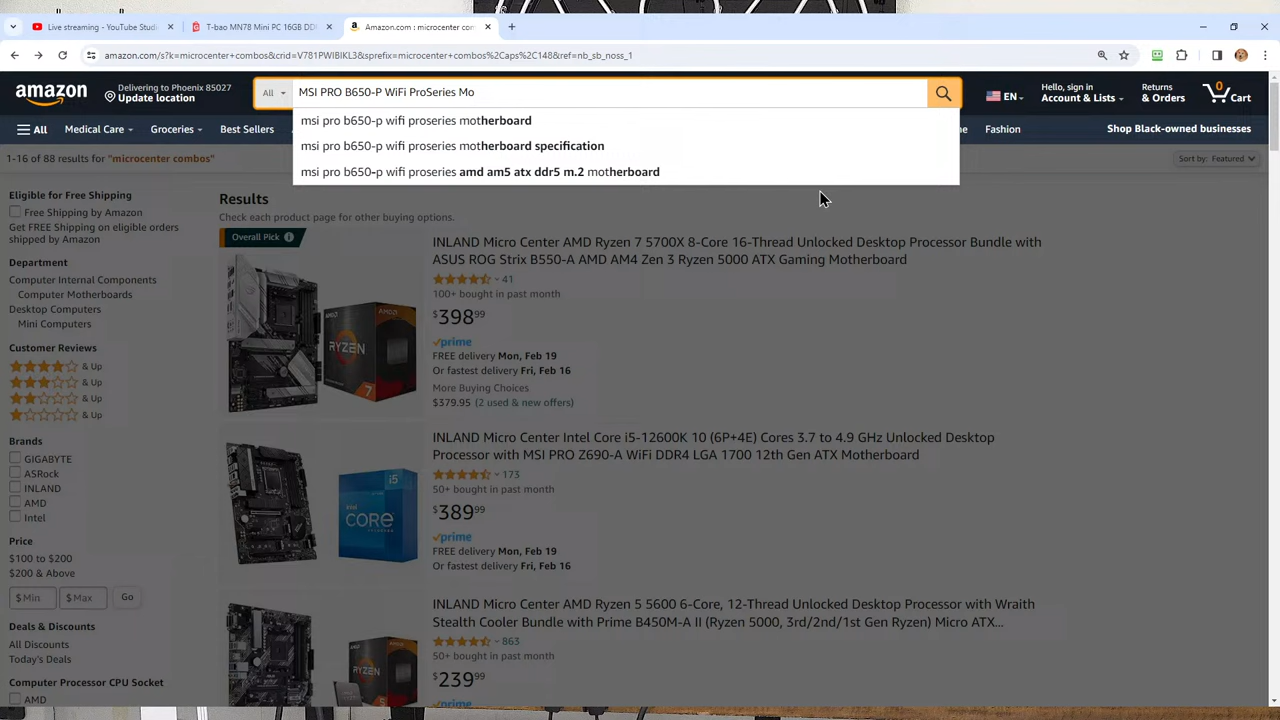 Live streaming - YouTube Studi
T-bao MN78 Mini PC 16GB DD
Amazon.com : microcenter com
amazon.com/s?k=microcenter+combos&crid=V781PWIBIKL3&sprefix=microcenter+combos%2Caps%2C148&ref=nb_sb_noss_1
amazon
Delivering to Phoenix 85027
Update location
All
MSI PRO B650-P WiFi ProSeries Mo
EN
Hello, sign in
Account & Lists
Returns
& Orders
0
Cart
All
Medical Care
Groceries
Best Sellers
Fashion
Shop Black-owned businesses
msi pro b650-p wifi proseries motherboard
msi pro b650-p wifi proseries motherboard specification
msi pro b650-p wifi proseries amd am5 atx ddr5 m.2 motherboard
1-16 of 88 results for "microcenter combos"
Sort by: Featured
Eligible for Free Shipping
Free Shipping by Amazon
Get FREE Shipping on eligible orders
shipped by Amazon
Department
Computer Internal Components
Computer Motherboards
Desktop Computers
Mini Computers
Customer Reviews
& Up
& Up
& Up
& Up
Brands
GIGABYTE
ASRock
INLAND
AMD
Intel
Price
$100 to $200
$200 & Above
$ Min
$ Max
Go
Deals & Discounts
All Discounts
Today's Deals
Computer Processor CPU Socket
AMD
Results
Check each product page for other buying options.
Overall Pick
RYZEN
7
INLAND Micro Center AMD Ryzen 7 5700X 8-Core 16-Thread Unlocked Desktop Processor Bundle with
ASUS ROG Strix B550-A AMD AM4 Zen 3 Ryzen 5000 ATX Gaming Motherboard
41
100+ bought in past month
$398.99
prime
FREE delivery Mon, Feb 19
Or fastest delivery Fri, Feb 16
More Buying Choices
$379.95 (2 used & new offers)
i5
CORE
INLAND Micro Center Intel Core i5-12600K 10 (6P+4E) Cores 3.7 to 4.9 GHz Unlocked Desktop
Processor with MSI PRO Z690-A WiFi DDR4 LGA 1700 12th Gen ATX Motherboard
173
50+ bought in past month
$389.99
prime
FREE delivery Mon, Feb 19
Or fastest delivery Fri, Feb 16
RYZEN
5
INLAND Micro Center AMD Ryzen 5 5600 6-Core, 12-Thread Unlocked Desktop Processor with Wraith
Stealth Cooler Bundle with Prime B450M-A II (Ryzen 5000, 3rd/2nd/1st Gen Ryzen) Micro ATX...
863
50+ bought in past month
$239.99
prime